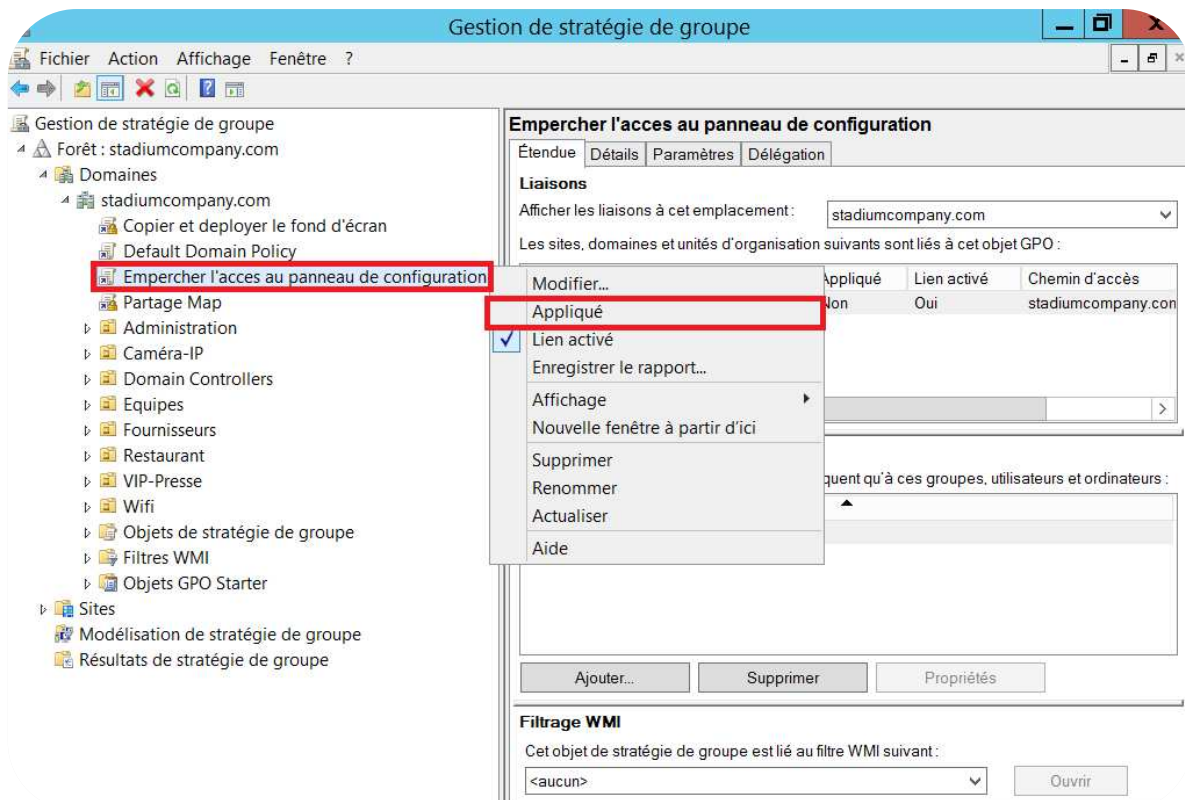 Gestion de stratégie de groupe
Fichier Action Affichage Fenêtre ?
Gestion de stratégie de groupe
Forêt : stadiumcompany.com
Domaines
stadiumcompany.com
Copier et deployer le fond d'écran
Default Domain Policy
Empercher l'acces au panneau de configuration
Partage Map
Administration
Caméra-IP
Domain Controllers
Equipes
Fournisseurs
Restaurant
VIP-Presse
Wifi
Objets de stratégie de groupe
Filtres WMI
Objets GPO Starter
Sites
Modélisation de stratégie de groupe
Résultats de stratégie de groupe
Modifier...
Appliqué
Lien activé
Enregistrer le rapport...
Affichage
Nouvelle fenêtre à partir d'ici
Supprimer
Renommer
Actualiser
Aide
Empercher l'acces au panneau de configuration
Étendue Détails Paramètres Délégation
Liaisons
Afficher les liaisons à cet emplacement : stadiumcompany.com
Les sites, domaines et unités d'organisation suivants sont liés à cet objet GPO :
Appliqué Lien activé Chemin d'accès
Non Oui stadiumcompany.con
quent qu'à ces groupes, utilisateurs et ordinateurs :
Ajouter... Supprimer Propriétés
Filtrage WMI
Cet objet de stratégie de groupe est lié au filtre WMI suivant :
<aucun> Ouvrir